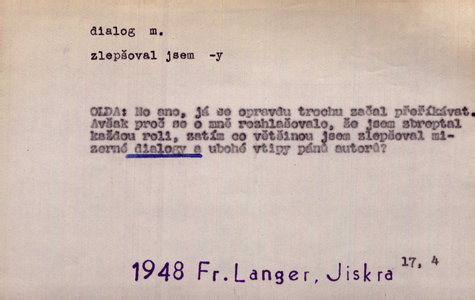 dialog m.
zlepšoval jsem -y
OLDA: No ano, já se opravdu trochu začal přeříkávat.
Avšak proč se o mně rozhlašovalo, že jsem zbreptal
každou roli, zatím co většinou jsem zlepšoval mi-
zerné dialogy a ubohé vtipy pánů autorů?
1948 Fr. Langer, Jiskra 17, 4